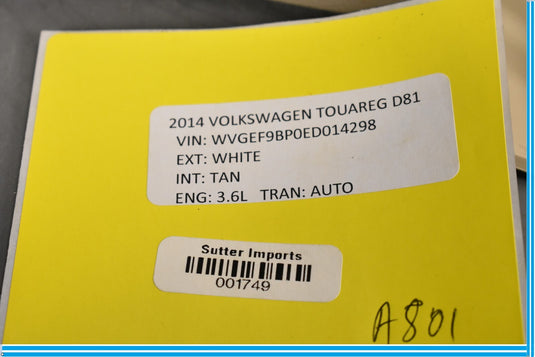 2014 VOLKSWAGEN TOUAREG D81
VIN: WVGEF9BP0ED014298
EXT: WHITE
INT: TAN
ENG: 3.6L TRAN: AUTO
Sutter Imports
001749
A801